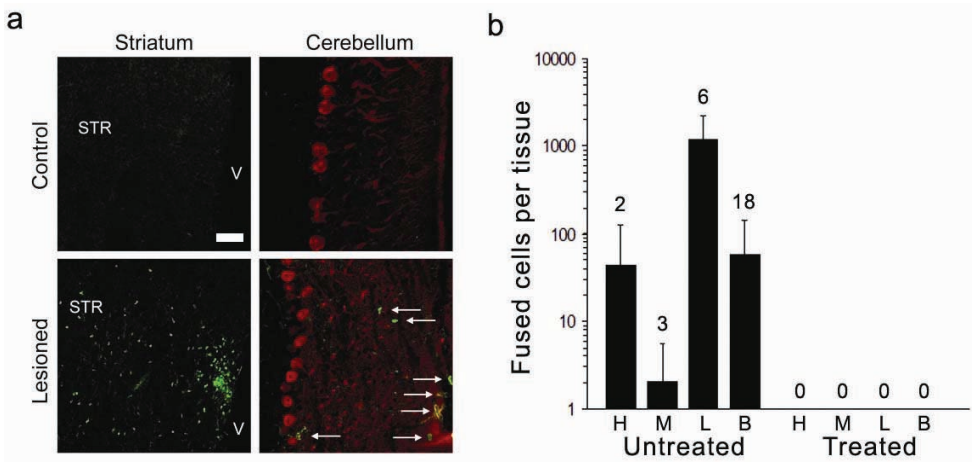 a
Striatum Cerebellum
Control
STR
V
Lesioned
STR
V
b
Fused cells per tissue
10000
1000
100
10
1
2
3
6
18
0 0 0 0
H M L B H M L B
Untreated Treated